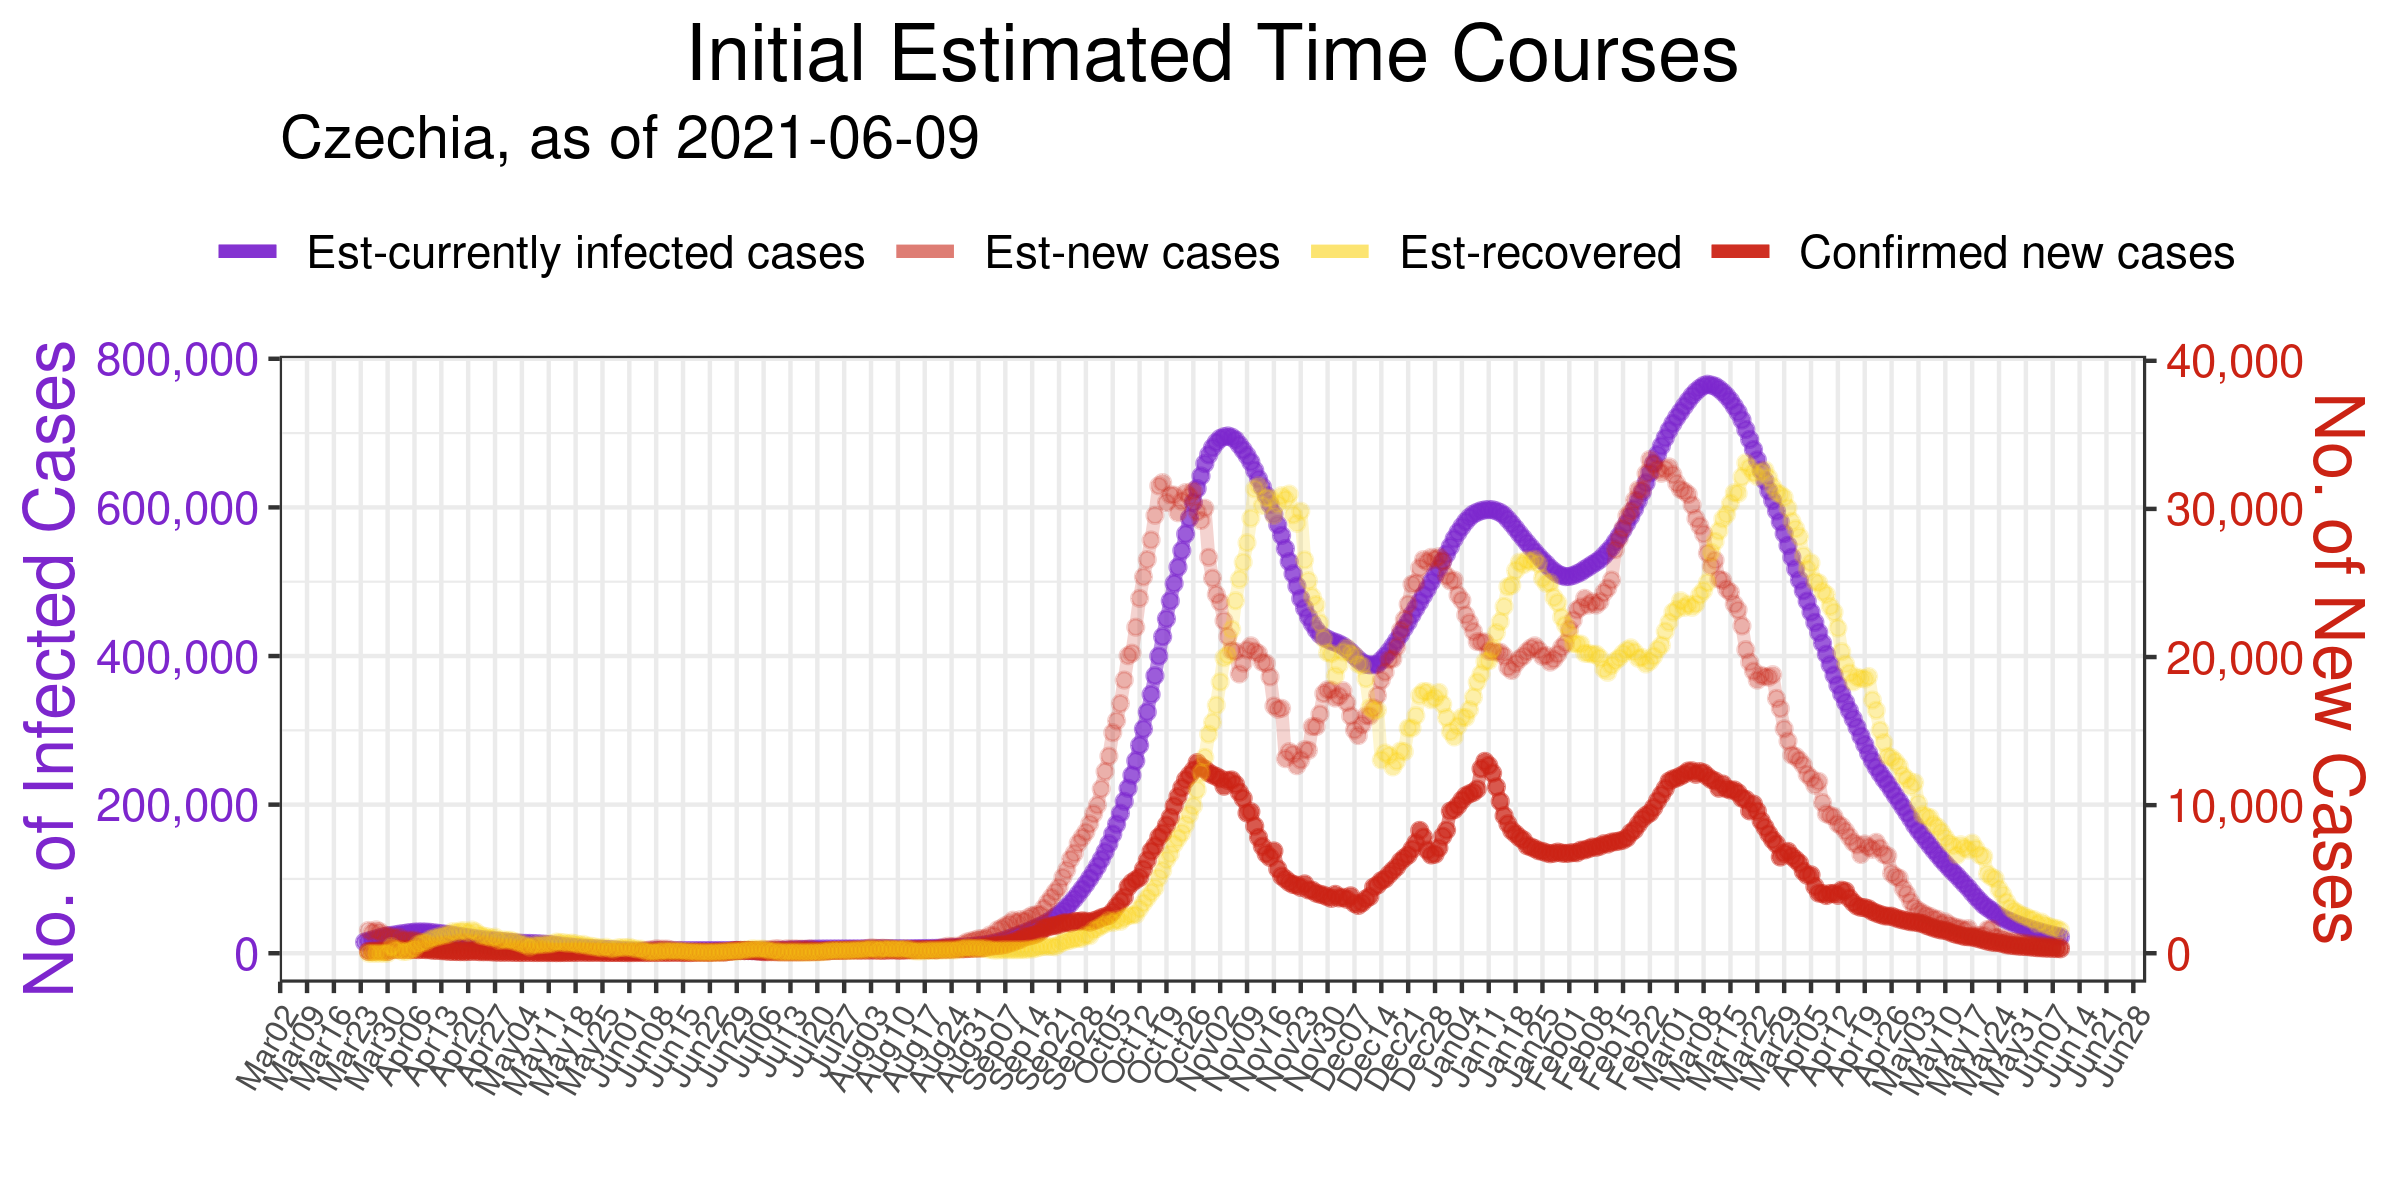 Initial Estimated Time Courses
Czechia, as of 2021-06-09
Est-currently infected cases Est-new cases Est-recovered Confirmed new cases
No. of Infected Cases
800,000
600,000
400,000
200,000
0
40,000
30,000
20,000
10,000
0
No. of New Cases
Mar02
Mar09
Mar16
Mar23
Mar30
Apr06
Apr13
Apr20
Apr27
May04
May11
May18
May25
Jun01
Jun08
Jun15
Jun22
Jun29
Jul06
Jul13
Jul20
Jul27
Aug03
Aug10
Aug17
Aug24
Aug31
Sep07
Sep14
Sep21
Sep28
Oct05
Oct12
Oct19
Oct26
Nov02
Nov09
Nov16
Nov23
Nov30
Dec07
Dec14
Dec21
Dec28
Jan04
Jan11
Jan18
Jan25
Feb01
Feb08
Feb15
Feb22
Mar01
Mar08
Mar15
Mar22
Mar29
Apr05
Apr12
Apr19
Apr26
May03
May10
May17
May24
May31
Jun07
Jun14
Jun21
Jun28